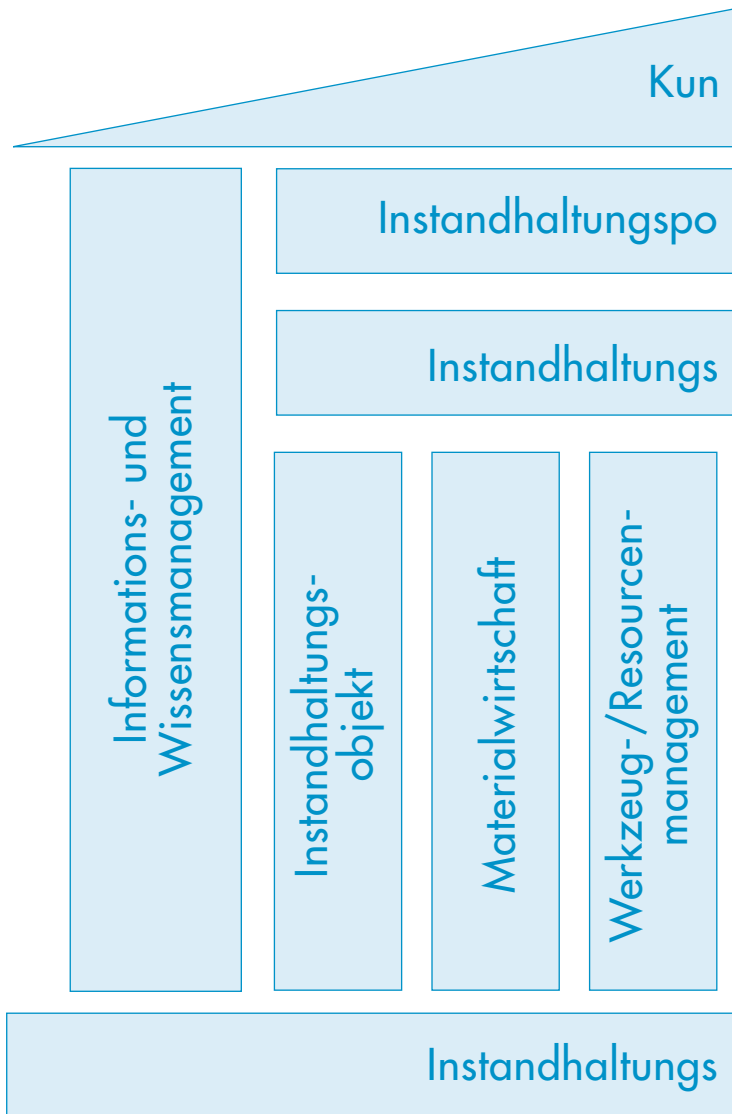 Kun
Instandhaltungspo
Instandhaltungs
Informations- und
Wissensmanagement
Instandhaltungs-
objekt
Materialwirtschaft
Werkzeug-/Resourcen-
management
Instandhaltungs